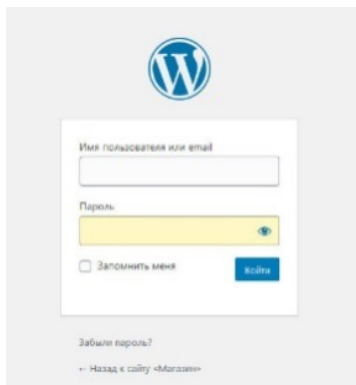 Имя пользователя или email
Пароль
Запомнить меня
Войти
Забыли пароль?
← Назад к сайту «Магазин»